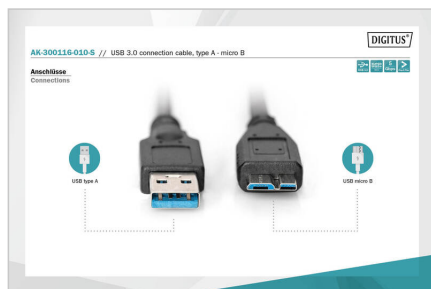 DIGITUS®
AK-300116-010-S // USB 3.0 connection cable, type A - micro B
Anschlüsse
Connections
USB type A
USB micro B